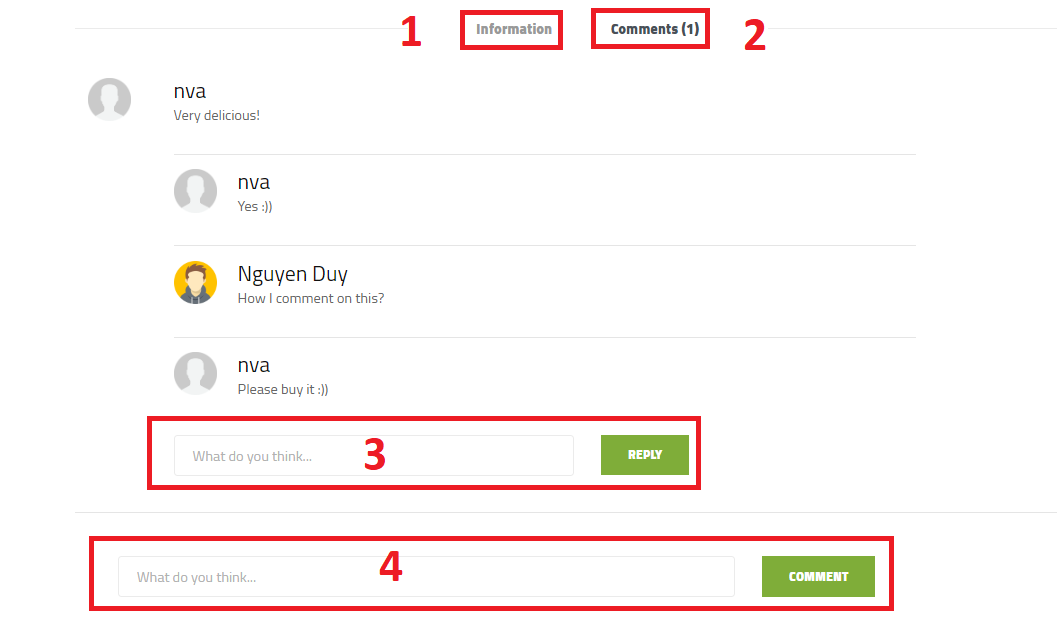 1 Information Comments (1) 2
nva
Very delicious!
nva
Yes :))
Nguyen Duy
How I comment on this?
nva
Please buy it :))
What do you think... 3 REPLY
What do you think... 4 COMMENT